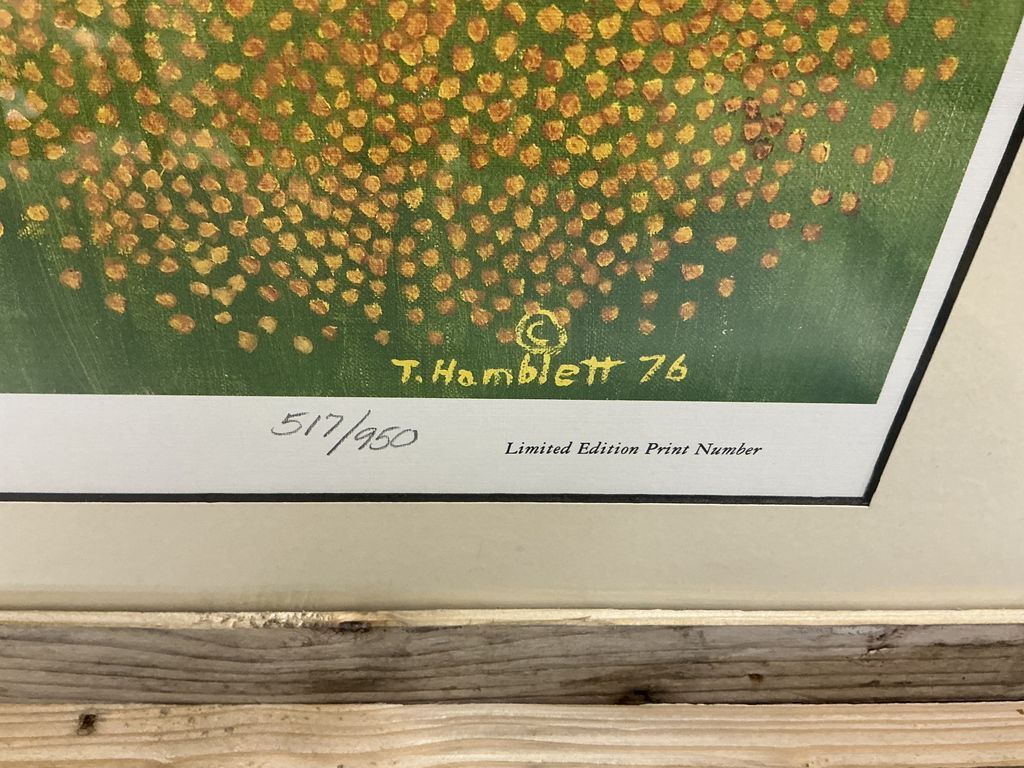 ©
T. Hamblett 76
517/950
Limited Edition Print Number